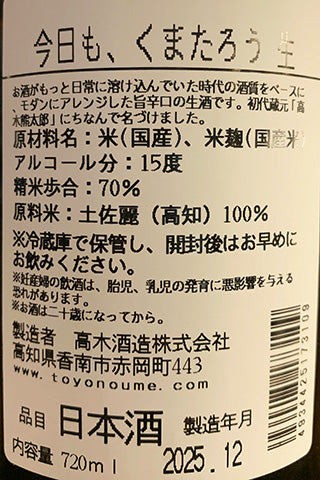 今日も、くまたろう 生
お酒がもっと日常に溶け込んでいた時代の酒質をベースに
、モダンにアレンジした旨辛口の生酒です。初代蔵元「高
木熊太郎」にちなんで名づけました。
原材料名：米（国産）、米麹（国産米
アルコール分：15度
精米歩合：70%
原料米：土佐麗（高知）100%
※冷蔵庫で保管し、開封後はお早めに
お飲みください。
※妊産婦の飲酒は、胎児、乳児の発育に悪影響を与える
恐れがあります。
※お酒は二十歳になってから。
製造者 高木酒造株式会社
高知県香南市赤岡町443
www.toyonoume.com
品目 日本酒 製造年月
内容量 720ml 2025.12
4934425173109